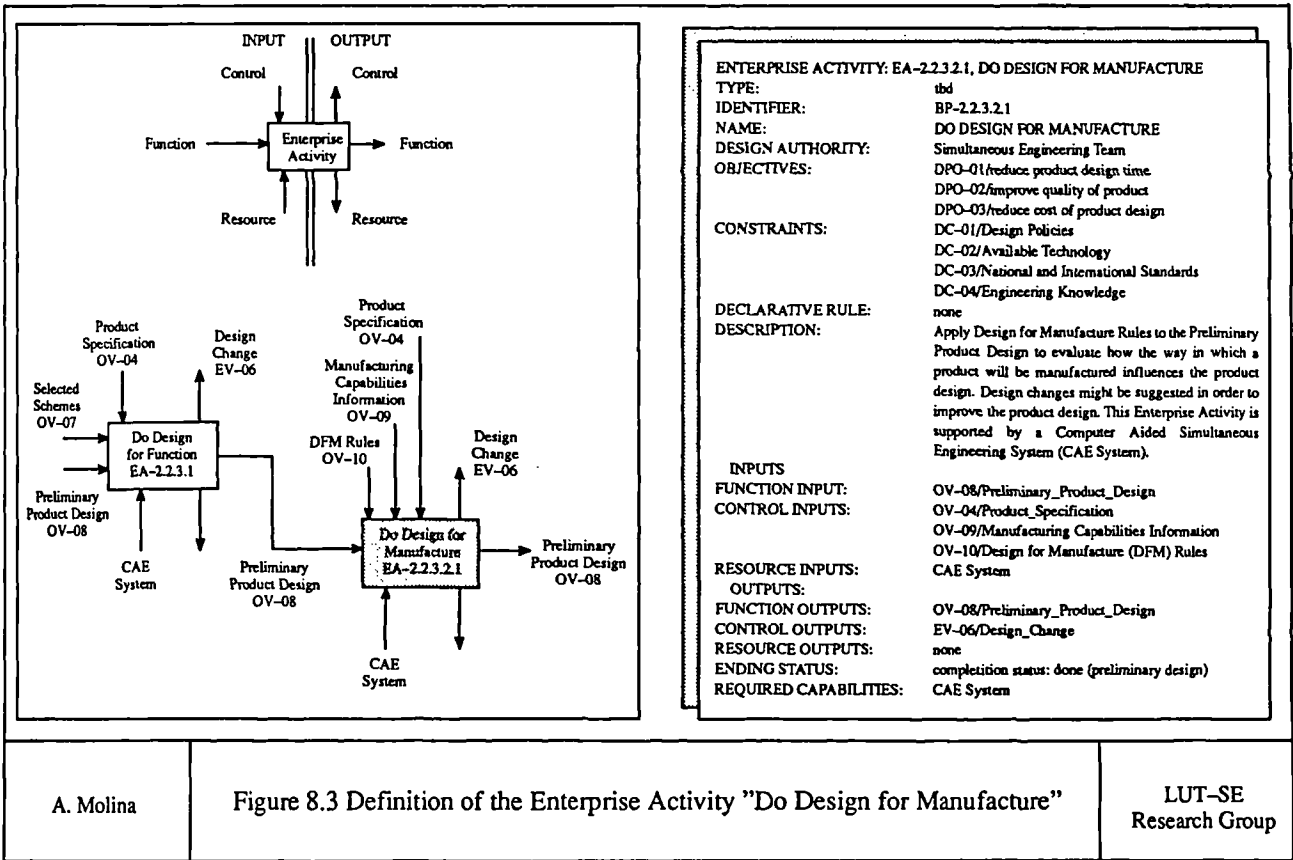 INPUT OUTPUT
Control Control
Function Enterprise Activity Function
Resource Resource
Product
Specification
OV-04
Design
Change
EV-06
Selected
Schemes
OV-07
Do Design
for Function
EA-2.2.3.1
Preliminary
Product Design
OV-08
CAE
System
Product
Specification
OV-04
Manufacturing
Capabilities
Information
OV-09
DFM Rules
OV-10
Design
Change
EV-06
Do Design for
Manufacture
EA-2.2.3.2.1
Preliminary
Product Design
OV-08
Preliminary
Product Design
OV-08
CAE
System
ENTERPRISE ACTIVITY: EA-2.2.3.2.1, DO DESIGN FOR MANUFACTURE
TYPE: tbd
IDENTIFIER: BP-2.2.3.2.1
NAME: DO DESIGN FOR MANUFACTURE
DESIGN AUTHORITY: Simultaneous Engineering Team
OBJECTIVES: DPO-01/reduce product design time
DPO-02/improve quality of product
DPO-03/reduce cost of product design
CONSTRAINTS: DC-01/Design Policies
DC-02/Available Technology
DC-03/National and International Standards
DC-04/Engineering Knowledge
DECLARATIVE RULE: none
DESCRIPTION: Apply Design for Manufacture Rules to the Preliminary
Product Design to evaluate how the way in which a
product will be manufactured influences the product
design. Design changes might be suggested in order to
improve the product design. This Enterprise Activity is
supported by a Computer Aided Simultaneous
Engineering System (CAE System).
INPUTS
FUNCTION INPUT: OV-08/Preliminary_Product_Design
CONTROL INPUTS: OV-04/Product_Specification
OV-09/Manufacturing Capabilities Information
OV-10/Design for Manufacture (DFM) Rules
RESOURCE INPUTS: CAE System
OUTPUTS:
FUNCTION OUTPUTS: OV-08/Preliminary_Product_Design
CONTROL OUTPUTS: EV-06/Design_Change
RESOURCE OUTPUTS: none
ENDING STATUS: completition status: done (preliminary design)
REQUIRED CAPABILITIES: CAE System
A. Molina
Figure 8.3 Definition of the Enterprise Activity "Do Design for Manufacture"
LUT-SE
Research Group